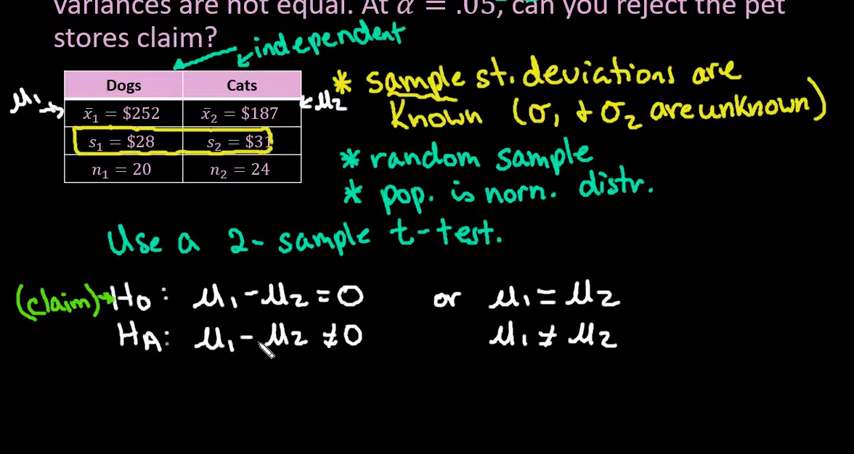 variances are not equal. At α = .05, can you reject the pet
stores claim?
independent
Dogs Cats
μ₁ x̄₁ = $252 x̄₂ = $187 μ₂
s₁ = $28 s₂ = $31
n₁ = 20 n₂ = 24
* sample st. deviations are
known (σ₁ + σ₂ are unknown)
* random sample
* pop. is norm. distr.
Use a 2-sample t-test.
(claim) H₀: μ₁ - μ₂ = 0 or μ₁ = μ₂
H_A: μ₁ - μ₂ ≠ 0 μ₁ ≠ μ₂